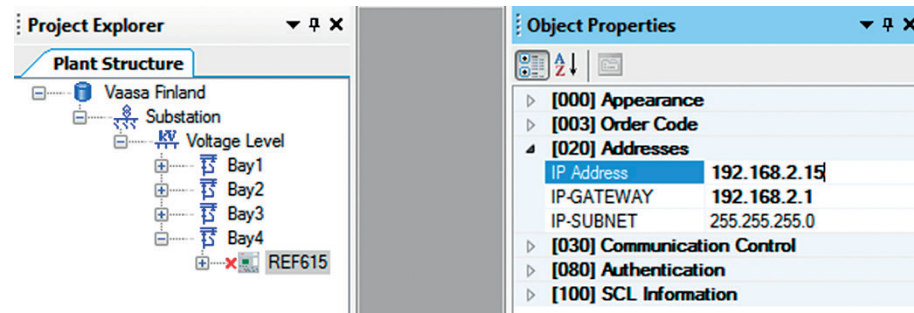 Project Explorer
Plant Structure
Vaasa Finland
Substation
Voltage Level
Bay1
Bay2
Bay3
Bay4
REF615
Object Properties
[000] Appearance
[003] Order Code
[020] Addresses
IP Address 192.168.2.15
IP-GATEWAY 192.168.2.1
IP-SUBNET 255.255.255.0
[030] Communication Control
[080] Authentication
[100] SCL Information